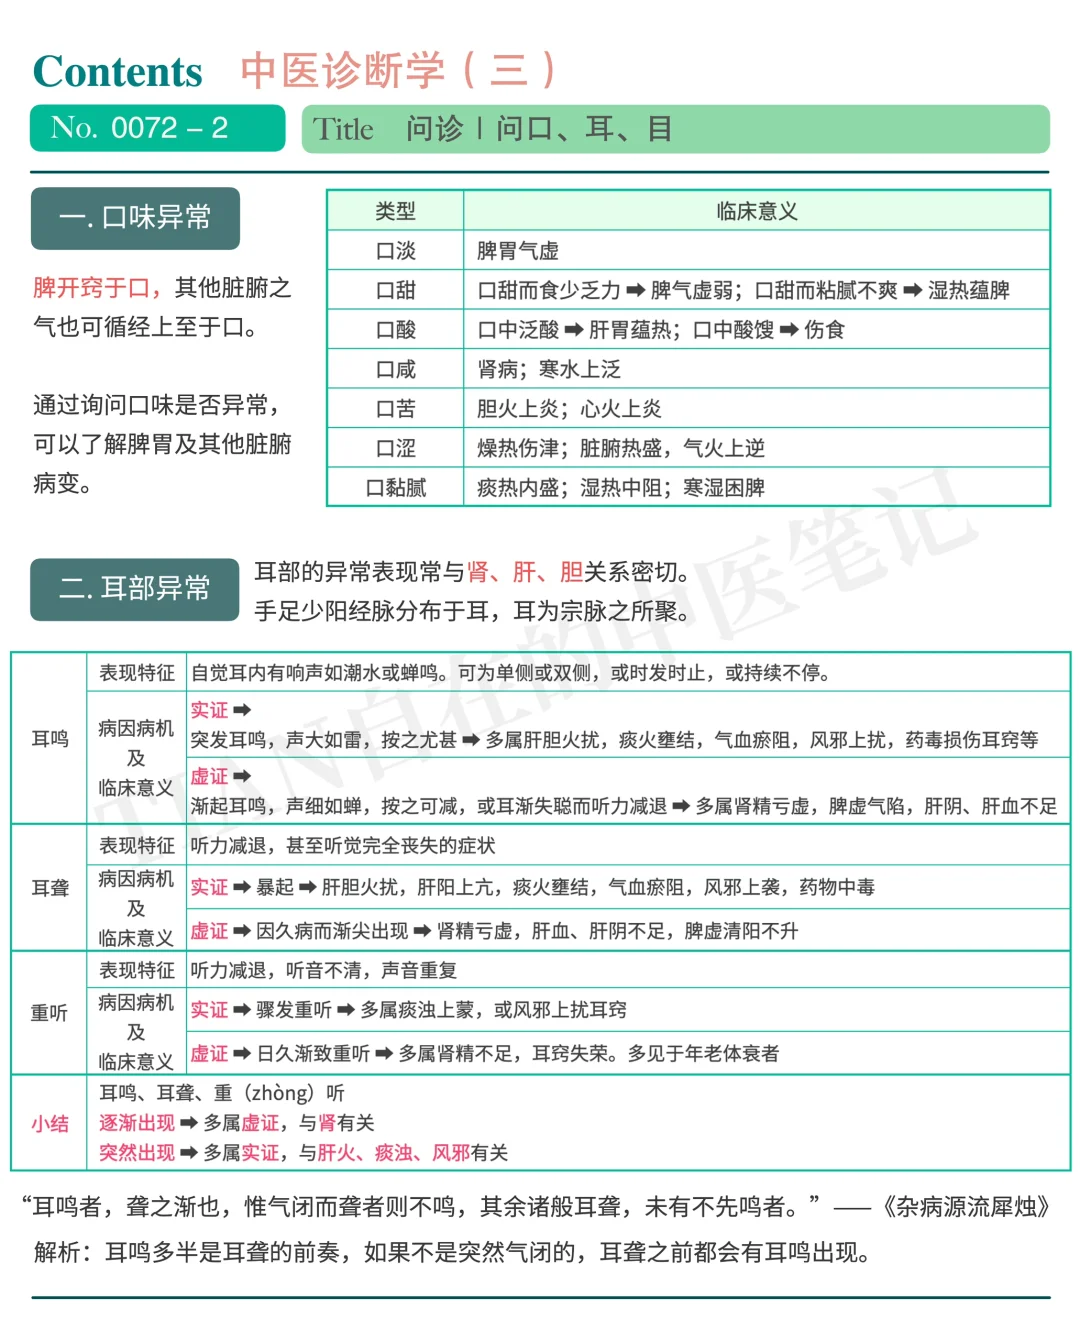 Contents 中医诊断学（三）
No. 0072 – 2
Title 问诊 | 问口、耳、目
一. 口味异常
脾开窍于口，其他脏腑之
气也可循经上至于口。
通过询问口味是否异常，
可以了解脾胃及其他脏腑
病变。
类型 临床意义
口淡 脾胃气虚
口甜 口甜而食少乏力➡脾气虚弱；口甜而粘腻不爽➡湿热蕴脾
口酸 口中泛酸➡肝胃蕴热；口中酸馊➡伤食
口咸 肾病；寒水上泛
口苦 胆火上炎；心火上炎
口涩 燥热伤津；脏腑热盛，气火上逆
口黏腻 痰热内盛；湿热中阻；寒湿困脾
二. 耳部异常
耳部的异常表现常与肾、肝、胆关系密切。
手足少阳经脉分布于耳，耳为宗脉之所聚。
耳鸣
表现特征 自觉耳内有响声如潮水或蝉鸣。可为单侧或双侧，或时发时止，或持续不停。
病因病机
及
临床意义
实证➡
突发耳鸣，声大如雷，按之尤甚➡多属肝胆火扰，痰火壅结，气血瘀阻，风邪上扰，药毒损伤耳窍等
虚证➡
渐起耳鸣，声细如蝉，按之可减，或耳渐失聪而听力减退➡多属肾精亏虚，脾虚气陷，肝阴、肝血不足
耳聋
表现特征 听力减退，甚至听觉完全丧失的症状
病因病机
及
临床意义
实证➡暴起➡肝胆火扰，肝阳上亢，痰火壅结，气血瘀阻，风邪上袭，药物中毒
虚证➡因久病而渐尖出现➡肾精亏虚，肝血、肝阴不足，脾虚清阳不升
重听
表现特征 听力减退，听音不清，声音重复
病因病机
及
临床意义
实证➡骤发重听➡多属痰浊上蒙，或风邪上扰耳窍
虚证➡日久渐致重听➡多属肾精不足，耳窍失荣。多见于年老体衰者
小结
耳鸣、耳聋、重（zhòng）听
逐渐出现➡多属虚证，与肾有关
突然出现➡多属实证，与肝火、痰浊、风邪有关
“耳鸣者，聋之渐也，惟气闭而聋者则不鸣，其余诸般耳聋，未有不先鸣者。” ——《杂病源流犀烛》
解析：耳鸣多半是耳聋的前奏，如果不是突然气闭的，耳聋之前都会有耳鸣出现。
TIAN自在的中医笔记